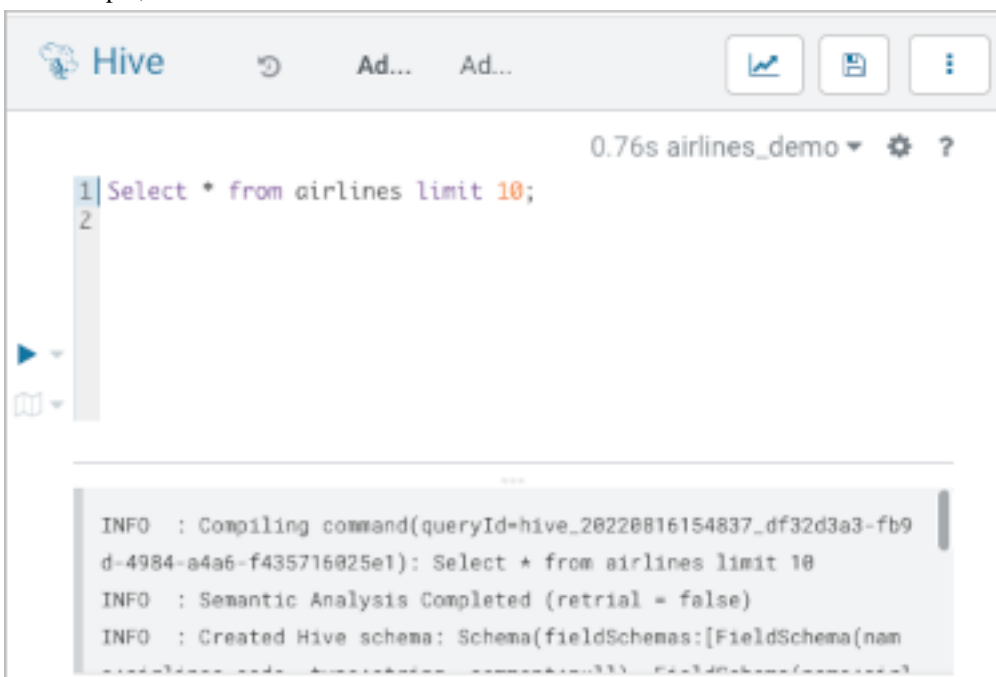 Hive Ad... Ad...
0.76s airlines_demo ?
1 Select * from airlines limit 10;
2
INFO : Compiling command(queryId=hive_20220816154837_df32d3a3-fb9
d-4984-a4a6-f435716025e1): Select * from airlines limit 10
INFO : Semantic Analysis Completed (retrial = false)
INFO : Created Hive schema: Schema(fieldSchemas:[FieldSchema(nam